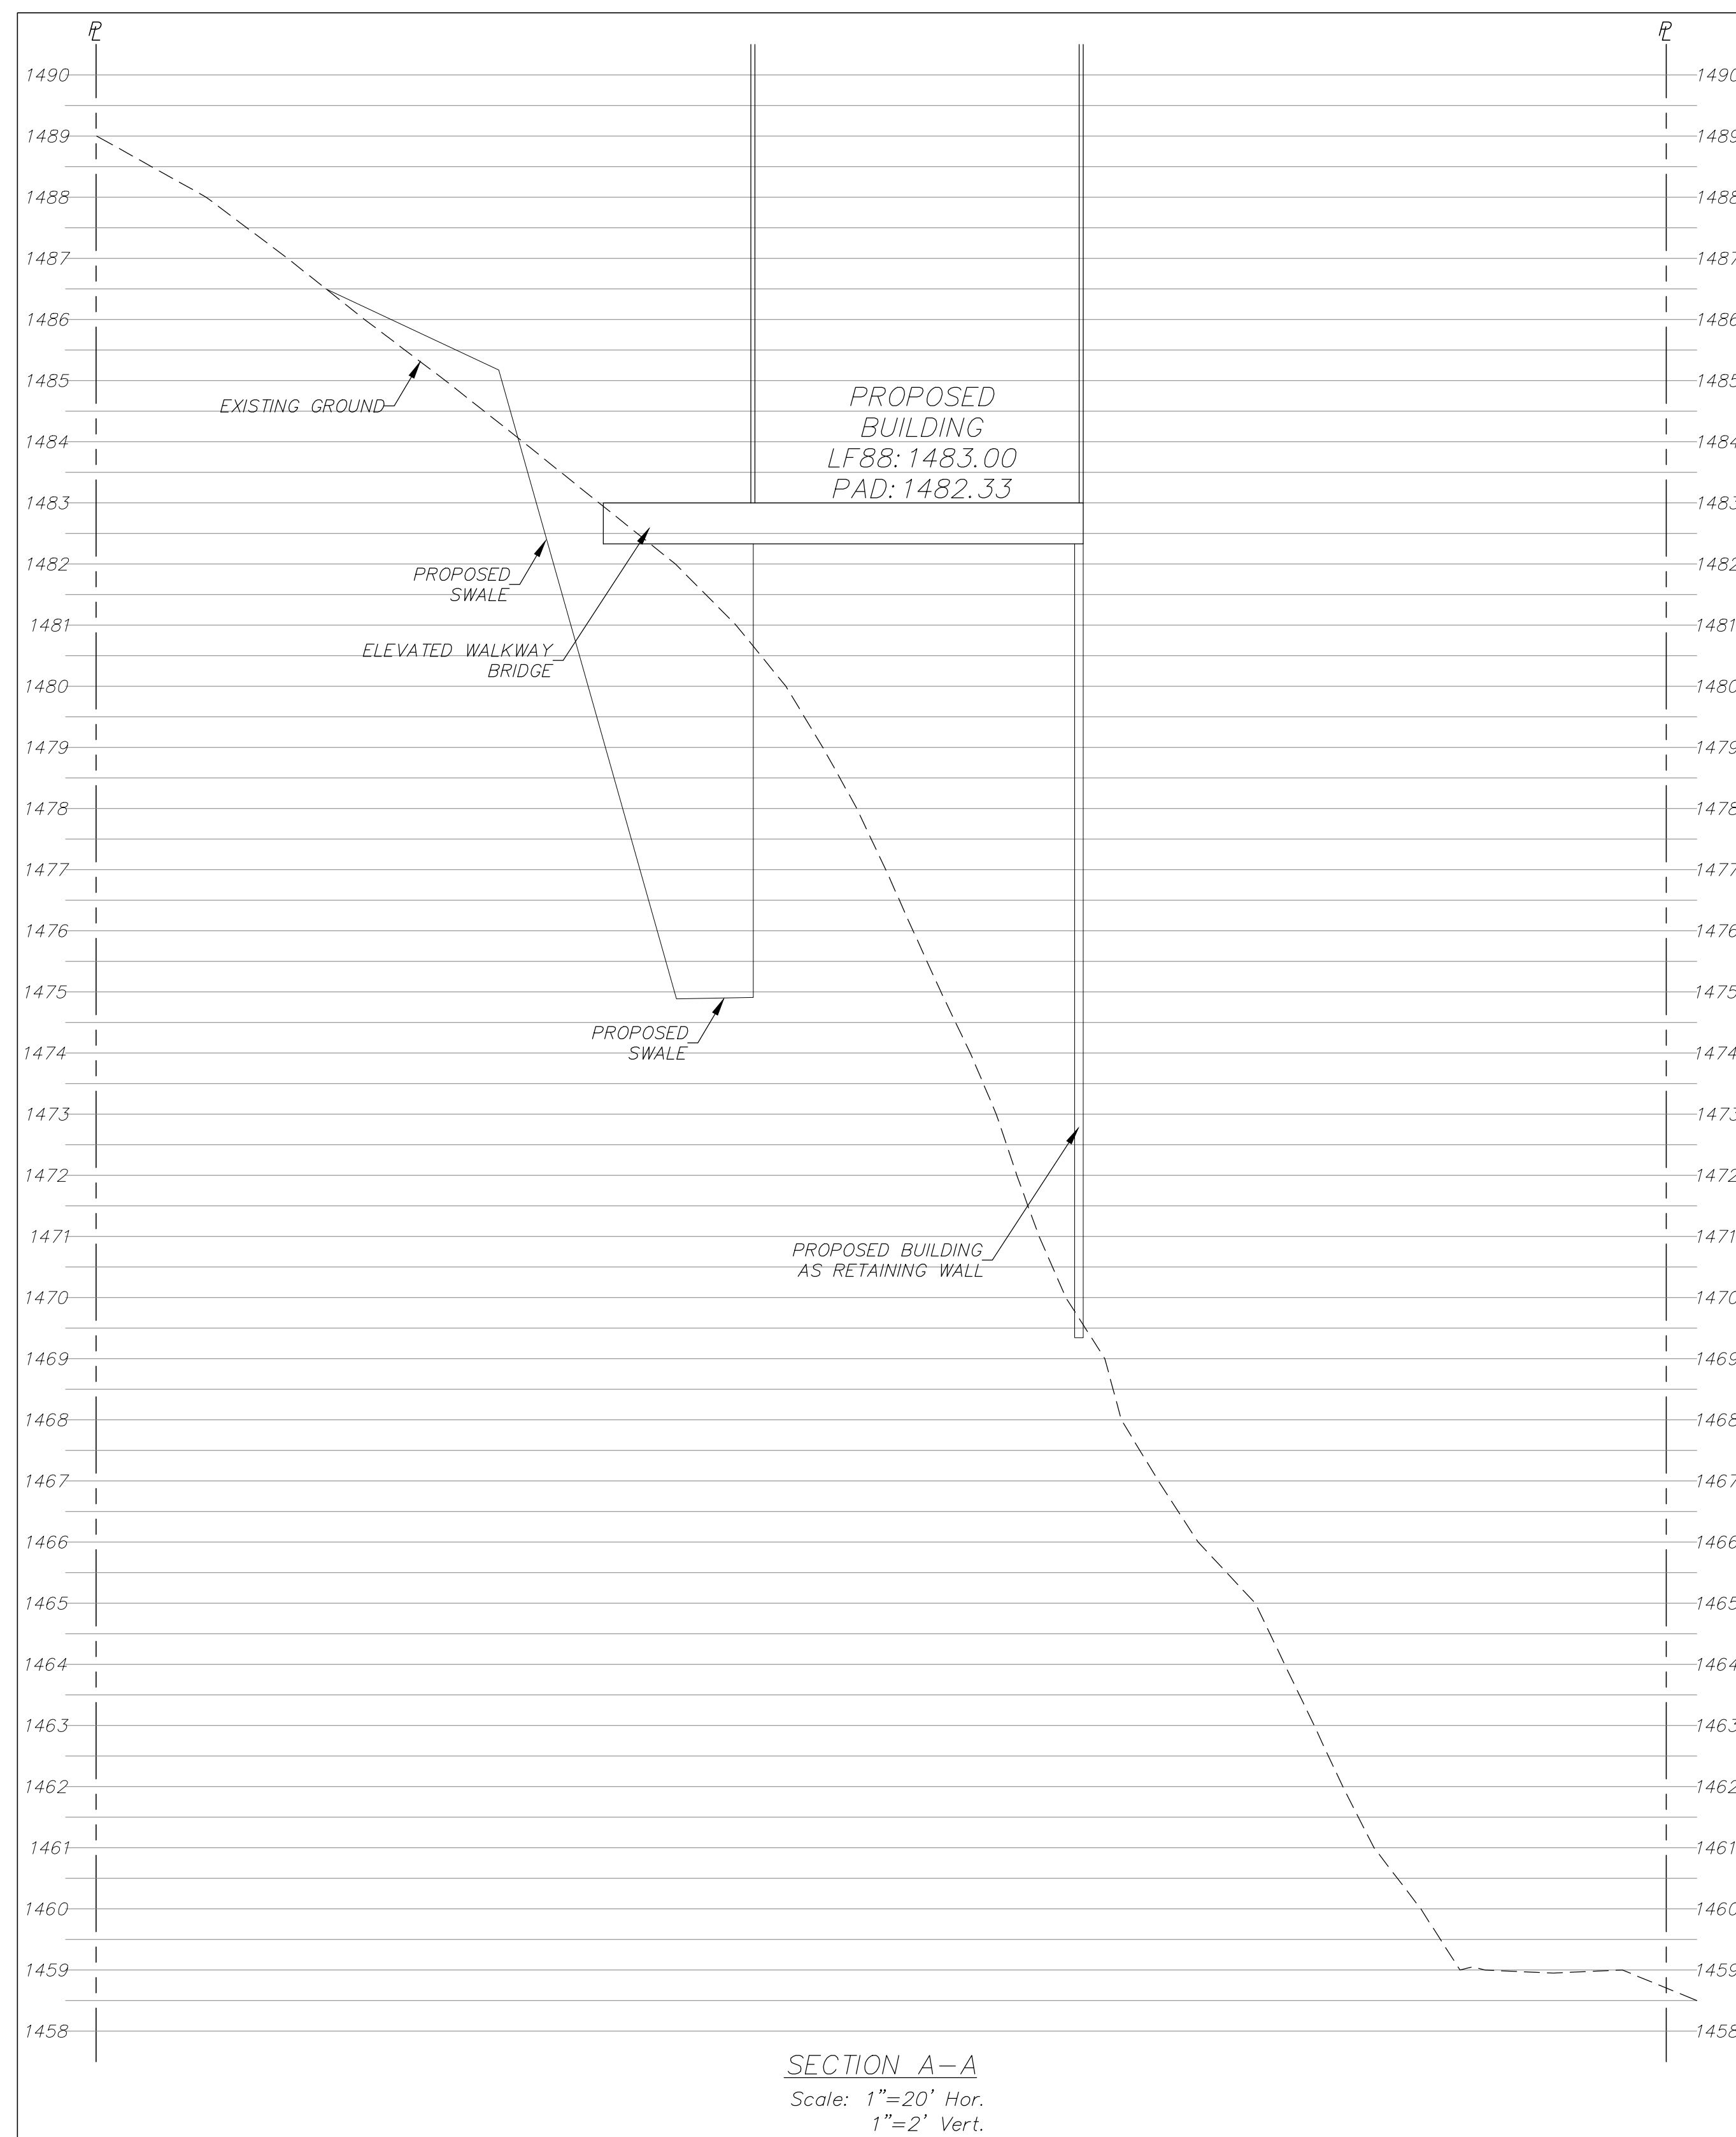 PL PL
1490 1490
1489 1489
1488 1488
1487 1487
1486 1486
1485 1485
PROPOSED
EXISTING GROUND
BUILDING
1484 1484
LF88: 1483.00
PAD: 1482.33
1483 1483
1482 1482
PROPOSED
SWALE
1481 1481
ELEVATED WALKWAY
BRIDGE
1480 1480
1479 1479
1478 1478
1477 1477
1476 1476
1475 1475
PROPOSED
SWALE
1474 1474
1473 1473
1472 1472
1471 1471
PROPOSED BUILDING
AS RETAINING WALL
1470 1470
1469 1469
1468 1468
1467 1467
1466 1466
1465 1465
1464 1464
1463 1463
1462 1462
1461 1461
1460 1460
1459 1459
1458 1458
SECTION A-A
Scale: 1"=20' Hor.
1"=2' Vert.